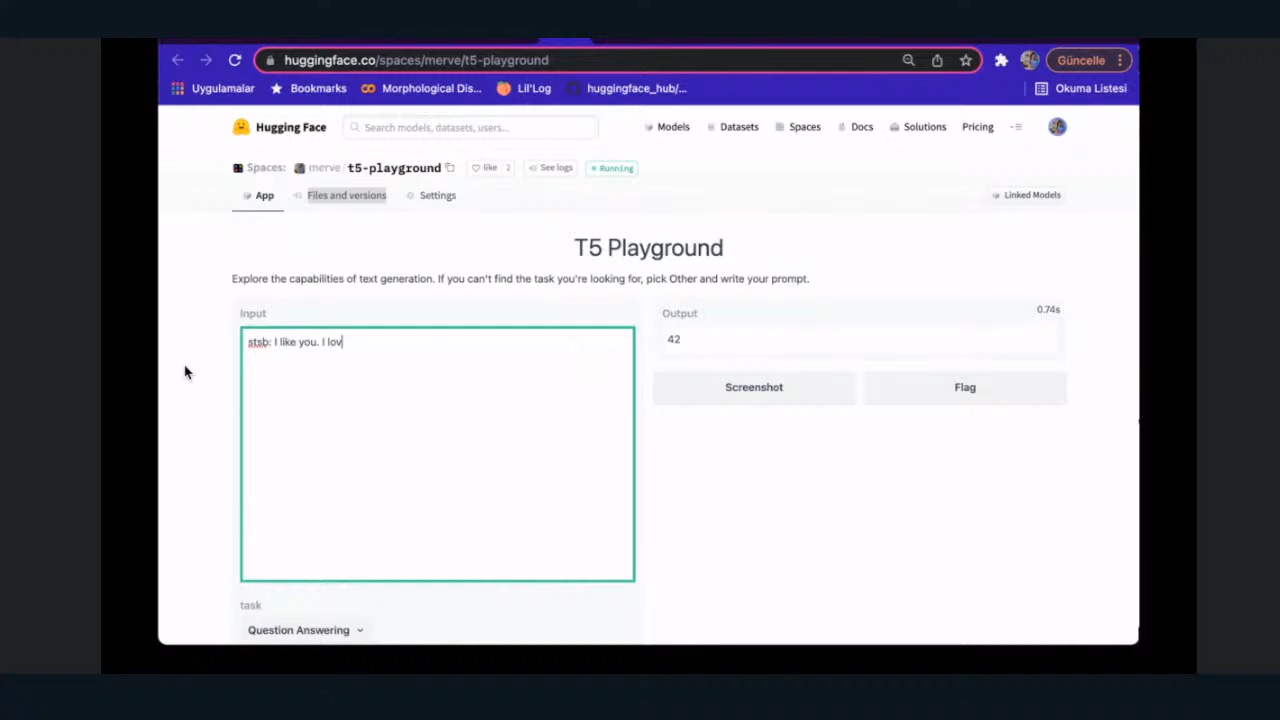 huggingface.co/spaces/merve/t5-playground
Güncelle
Uygulamalar
Bookmarks
Morphological Dis...
Lil'Log
huggingface_hub/...
Okuma Listesi
Hugging Face
Search models, datasets, users...
Models
Datasets
Spaces
Docs
Solutions
Pricing
Spaces:
merve/t5-playground
like 2
See logs
Running
App
Files and versions
Settings
Linked Models
T5 Playground
Explore the capabilities of text generation. If you can't find the task you're looking for, pick Other and write your prompt.
Input
stsb: I like you. I lov
task
Question Answering
Output
0.74s
42
Screenshot
Flag